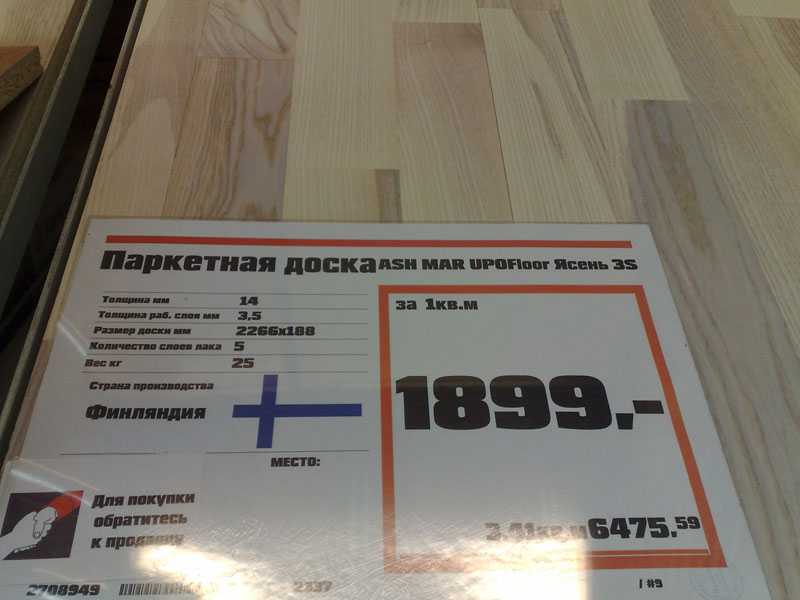 Паркетная доска ASH MAR UPOFloor Ясень 3S
Толщина мм 14
Толщина раб. слоя мм 3,5
Размер доски мм 2266x188
Количество слоев лака 5
Вес кг 25
Страна производства
Финляндия
МЕСТО:
Для покупки
обратитесь
к продавцу
за 1кв.м
1899,-
3.41кв.м 6475.59
2708949
2337
/ #9